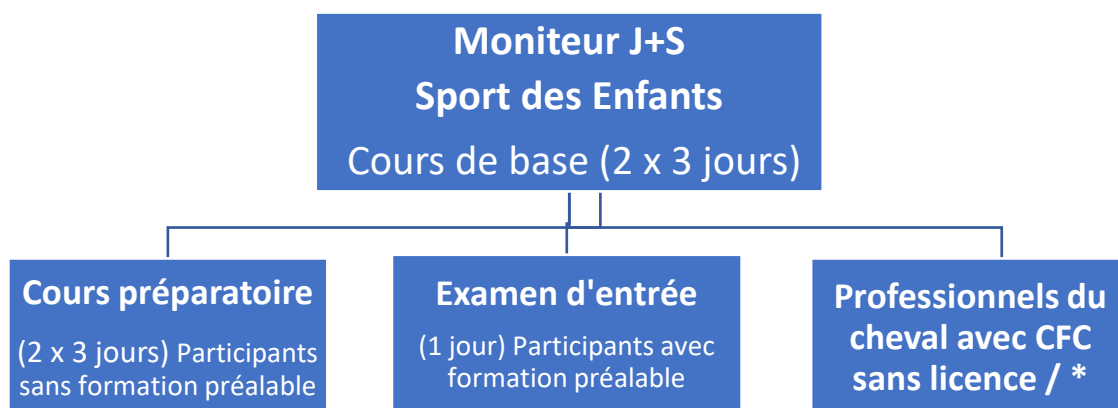 Moniteur J+S
Sport des Enfants
Cours de base (2 x 3 jours)
Cours préparatoire
(2 x 3 jours) Participants
sans formation préalable
Examen d'entrée
(1 jour) Participants avec
formation préalable
Professionnels du
cheval avec CFC
sans licence / *